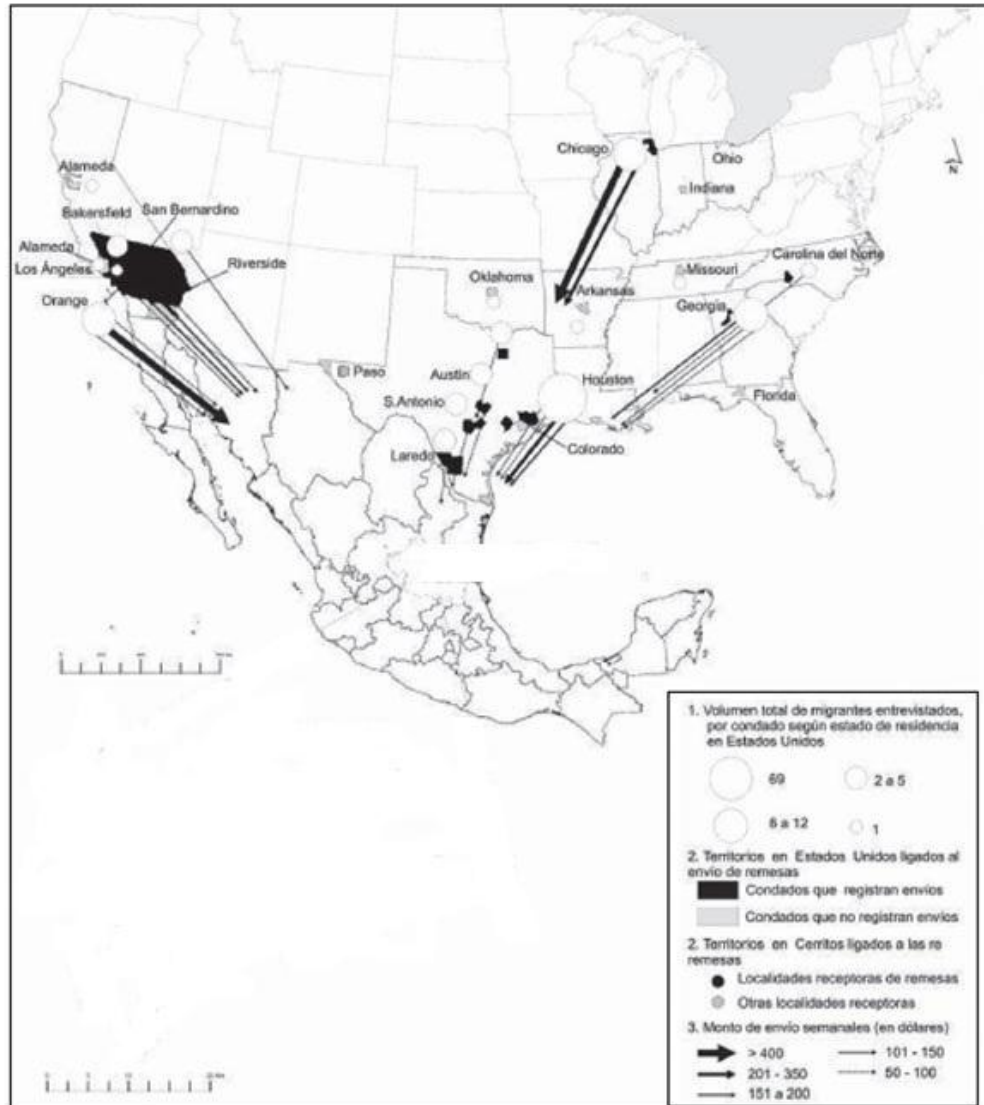 Chicago
Ohio
N
Indiana
Alameda
San Bernardino
Bakersfield
Alameda
Los Ángeles
Riverside
Orange
Oklahoma
Missouri
Carolina del Norte
Arkansas
Georgia
El Paso
Austin
Houston
Florida
S.Antonio
Colorado
Laredo
1. Volumen total de migrantes entrevistados,
por condado según estado de residencia
en Estados Unidos
69
2 a 5
6 a 12
1
2. Territorios en Estados Unidos ligados al
envío de remesas
Condados que registran envíos
Condados que no registran envíos
2. Territorios en Cerritos ligados a las re
remesas
Localidades receptoras de remesas
Otras localidades receptoras
3. Monto de envío semanales (en dólares)
> 400
101 - 150
201 - 350
50 - 100
151 a 200